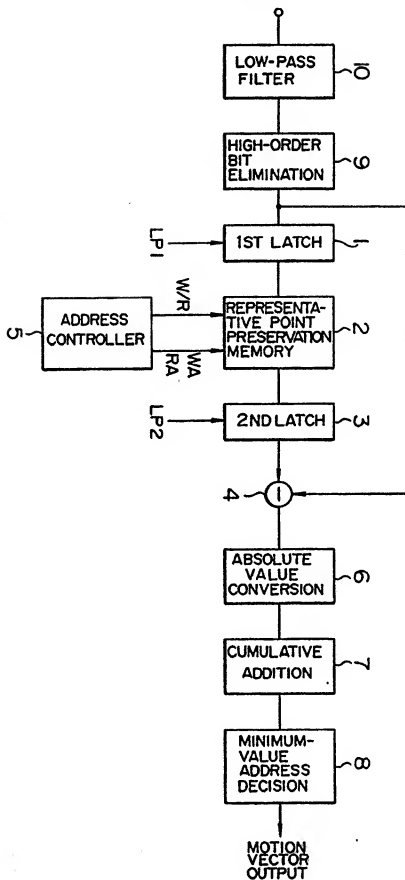 LOW-PASS
FILTER
10
HIGH-ORDER
BIT
ELIMINATION
9
LP1
1ST LATCH
1
5
ADDRESS
CONTROLLER
W/R
WA
RA
REPRESENTA-
TIVE POINT
PRESERVATION
MEMORY
2
LP2
2ND LATCH
3
4
ABSOLUTE
VALUE
CONVERSION
6
CUMULATIVE
ADDITION
7
MINIMUM-
VALUE
ADDRESS
DECISION
8
MOTION
VECTOR
OUTPUT